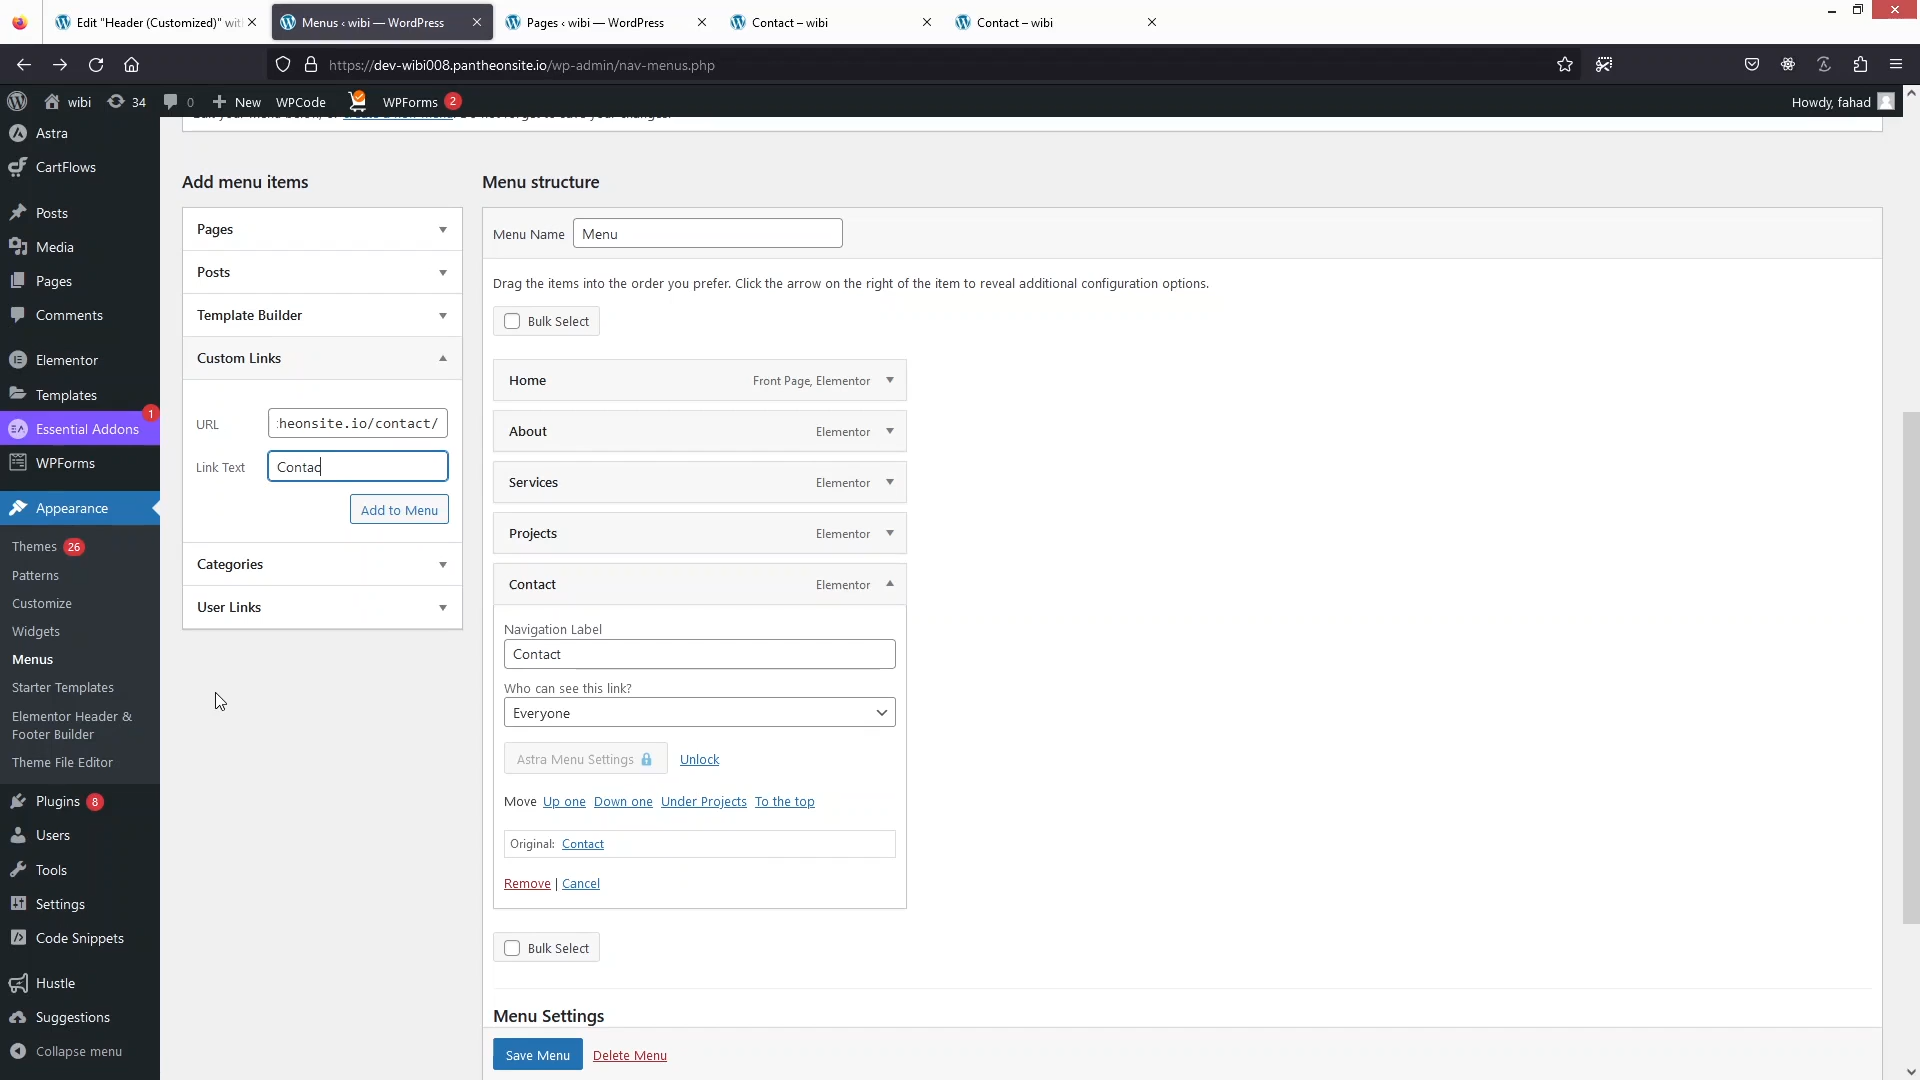 Edit "Header (Customized)" wit
Menus ‹ wibi — WordPress
Pages ‹ wibi — WordPress
Contact – wibi
Contact – wibi
https://dev-wibi008.pantheonsite.io/wp-admin/nav-menus.php
wibi
34
0
New
WPCode
WPForms 2
Howdy, fahad
Astra
CartFlows
Posts
Media
Pages
Comments
Elementor
Templates
Essential Addons 1
WPForms
Appearance
Themes 26
Patterns
Customize
Widgets
Menus
Starter Templates
Elementor Header &
Footer Builder
Theme File Editor
Plugins 8
Users
Tools
Settings
Code Snippets
Hustle
Suggestions
Collapse menu
Add menu items
Pages
Posts
Template Builder
Custom Links
URL :heonsite.io/contact/
Link Text Contac
Add to Menu
Categories
User Links
Menu structure
Menu Name Menu
Drag the items into the order you prefer. Click the arrow on the right of the item to reveal additional configuration options.
Bulk Select
Home Front Page, Elementor
About Elementor
Services Elementor
Projects Elementor
Contact Elementor
Navigation Label
Contact
Who can see this link?
Everyone
Astra Menu Settings Unlock
Move Up one Down one Under Projects To the top
Original: Contact
Remove | Cancel
Bulk Select
Menu Settings
Save Menu Delete Menu